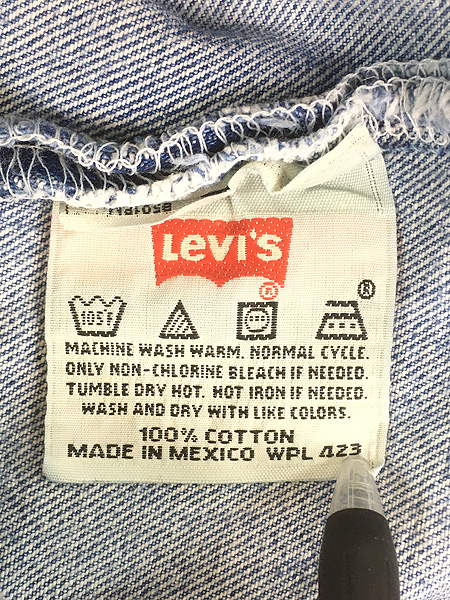 Levi's
®
®
105F
MACHINE WASH WARM. NORMAL CYCLE.
ONLY NON-CHLORINE BLEACH IF NEEDED.
TUMBLE DRY HOT. HOT IRON IF NEEDED.
WASH AND DRY WITH LIKE COLORS.
100% COTTON
MADE IN MEXICO WPL 423